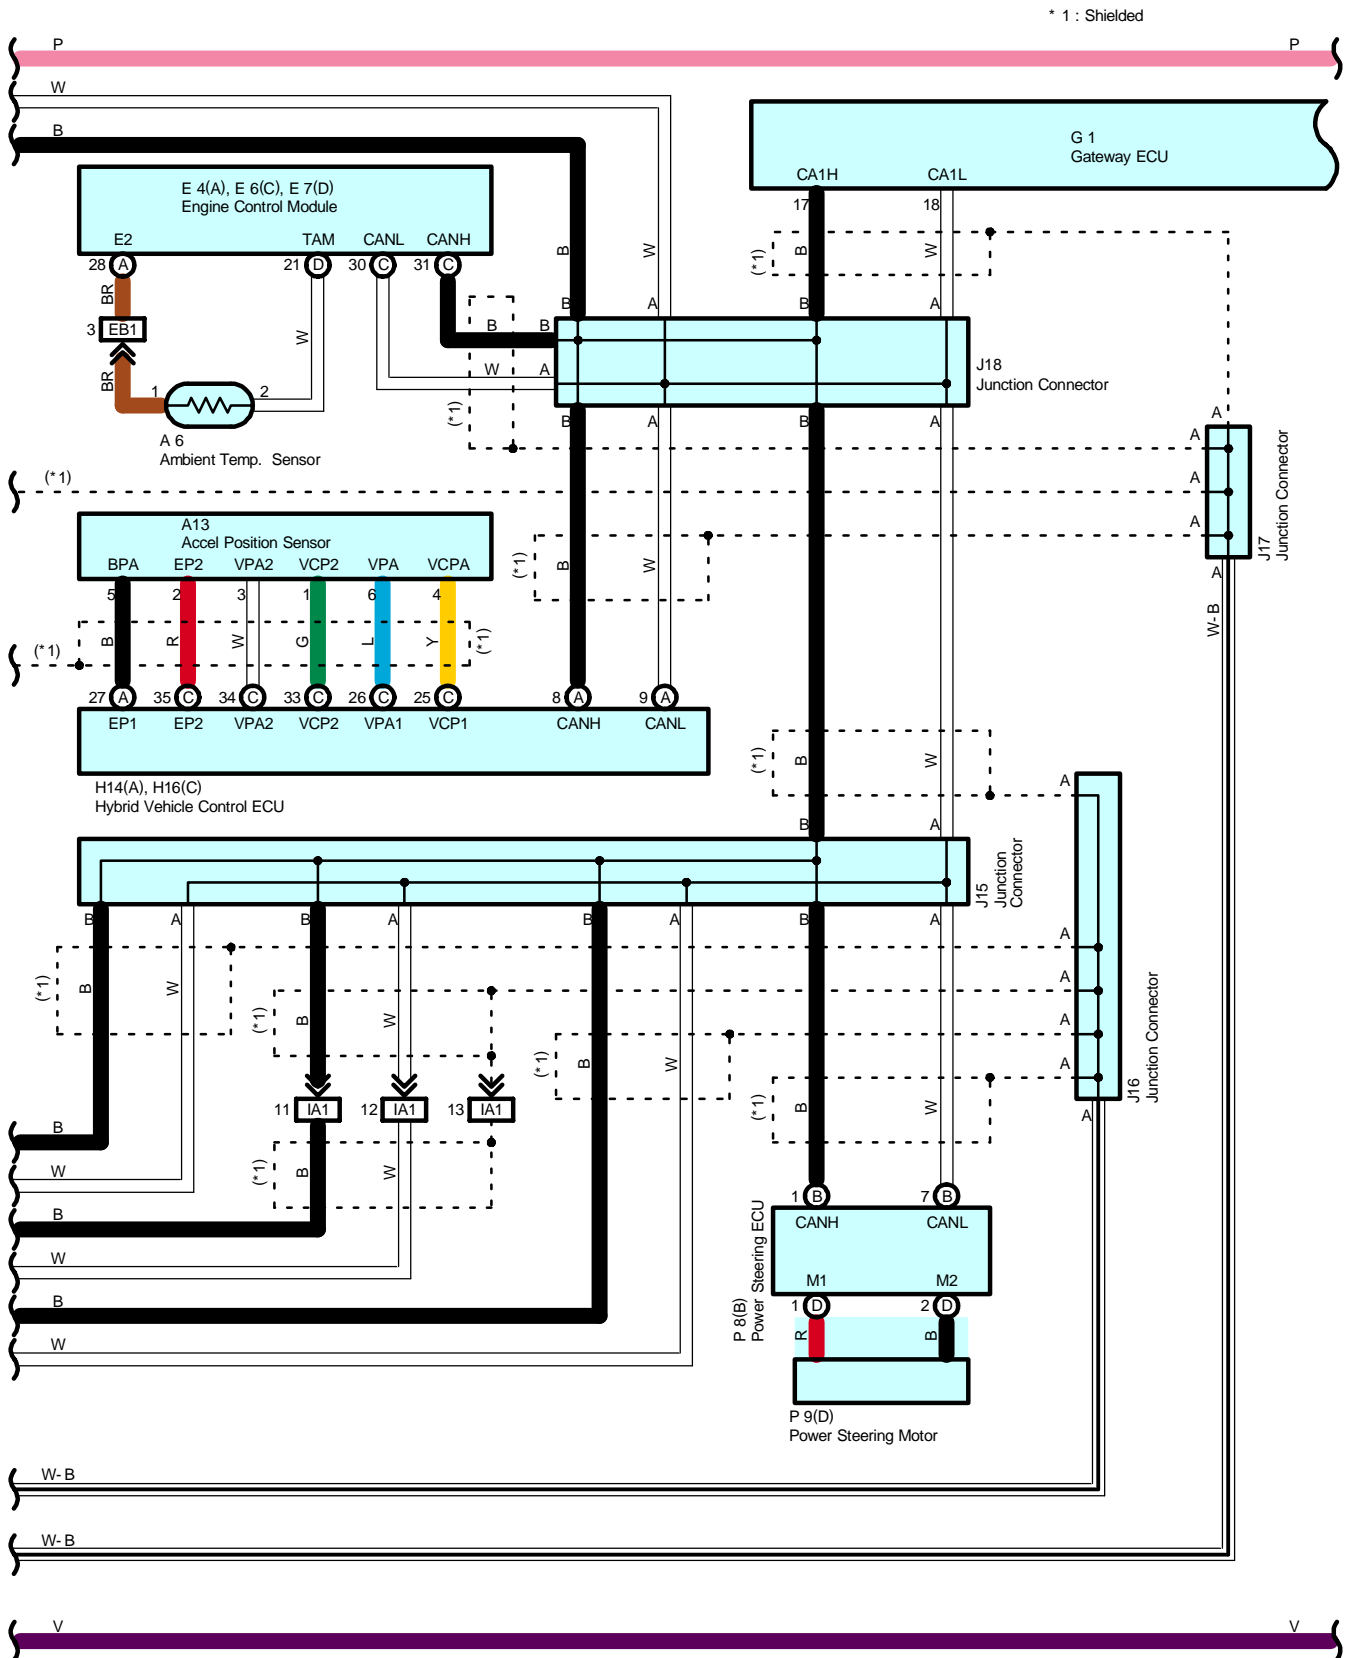 * 1 : Shielded
P P
W
B
G 1
Gateway ECU
CA1H CA1L
17 18
E 4(A), E 6(C), E 7(D)
Engine Control Module
E2 TAM CANL CANH
28 A 21 D 30 C 31 C
B W (*1) B W
BR
3 EB1
BR
W
B A B A
B B
W A
(*1)
J18
Junction Connector
1 2
A 6
Ambient Temp. Sensor
B A B A
A
A
(*1) A
A
J17
Junction Connector
A
W-B
A13
Accel Position Sensor
BPA EP2 VPA2 VCP2 VPA VCPA
5 2 3 1 6 4
(*1) B W
(*1) B R W G L Y (*1)
27 A 35 C 34 C 33 C 26 C 25 C 8 A 9 A
EP1 EP2 VPA2 VCP2 VPA1 VCP1 CANH CANL
H14(A), H16(C)
Hybrid Vehicle Control ECU
(*1) B W
A
B A
J15
Junction
Connector
B A B A B A B A
A
A
A
A
J16
Junction Connector
A
(*1) B W
(*1) B W
(*1) B W
(*1) B W
11 IA1 12 IA1 13 IA1
(*1) B W
B
W
B
W
B
W
1 B 7 B
CANH CANL
M1 M2
P 8(B)
Power Steering ECU
1 D 2 D
R B
P 9(D)
Power Steering Motor
W-B
W-B
V V